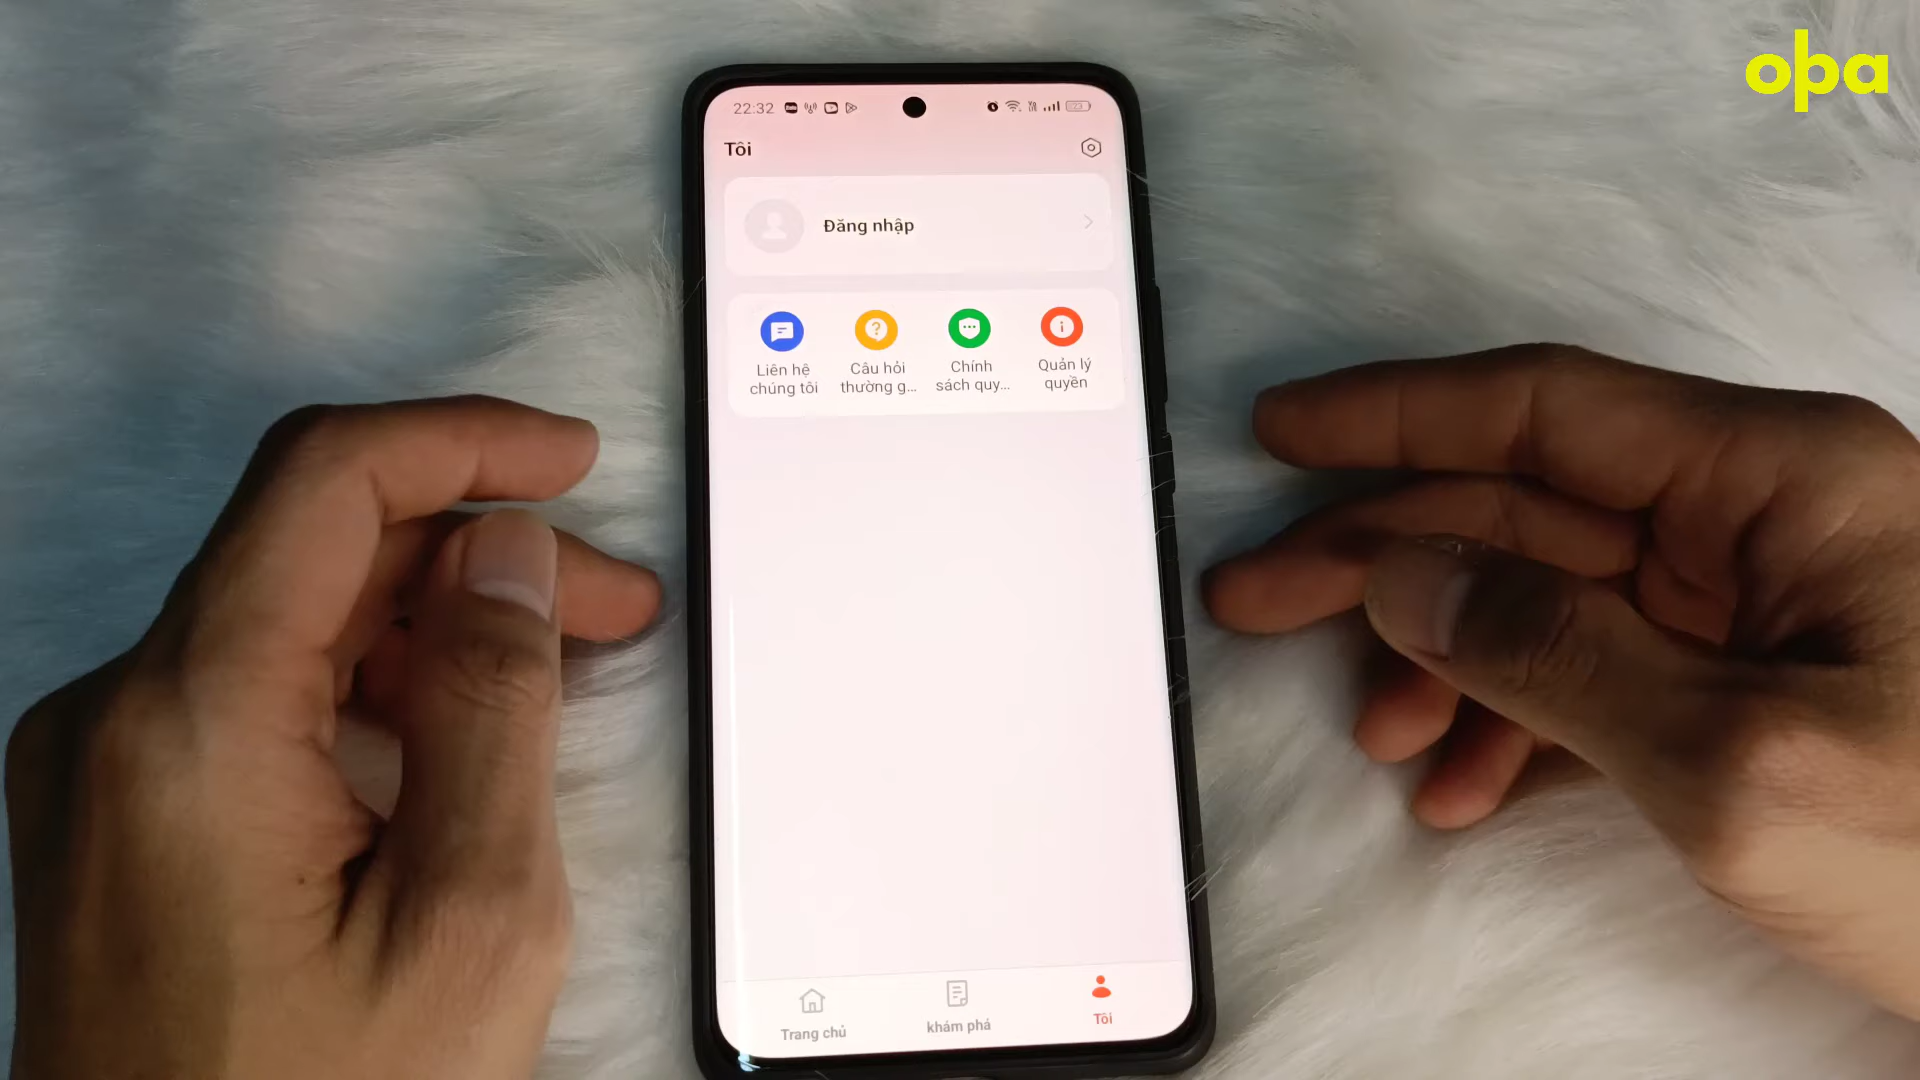 oba
22:32
Tôi
Đăng nhập
Liên hệ
chúng tôi
Câu hỏi
thường g...
Chính
sách quy...
Quản lý
quyền
Trang chủ
khám phá
Tôi